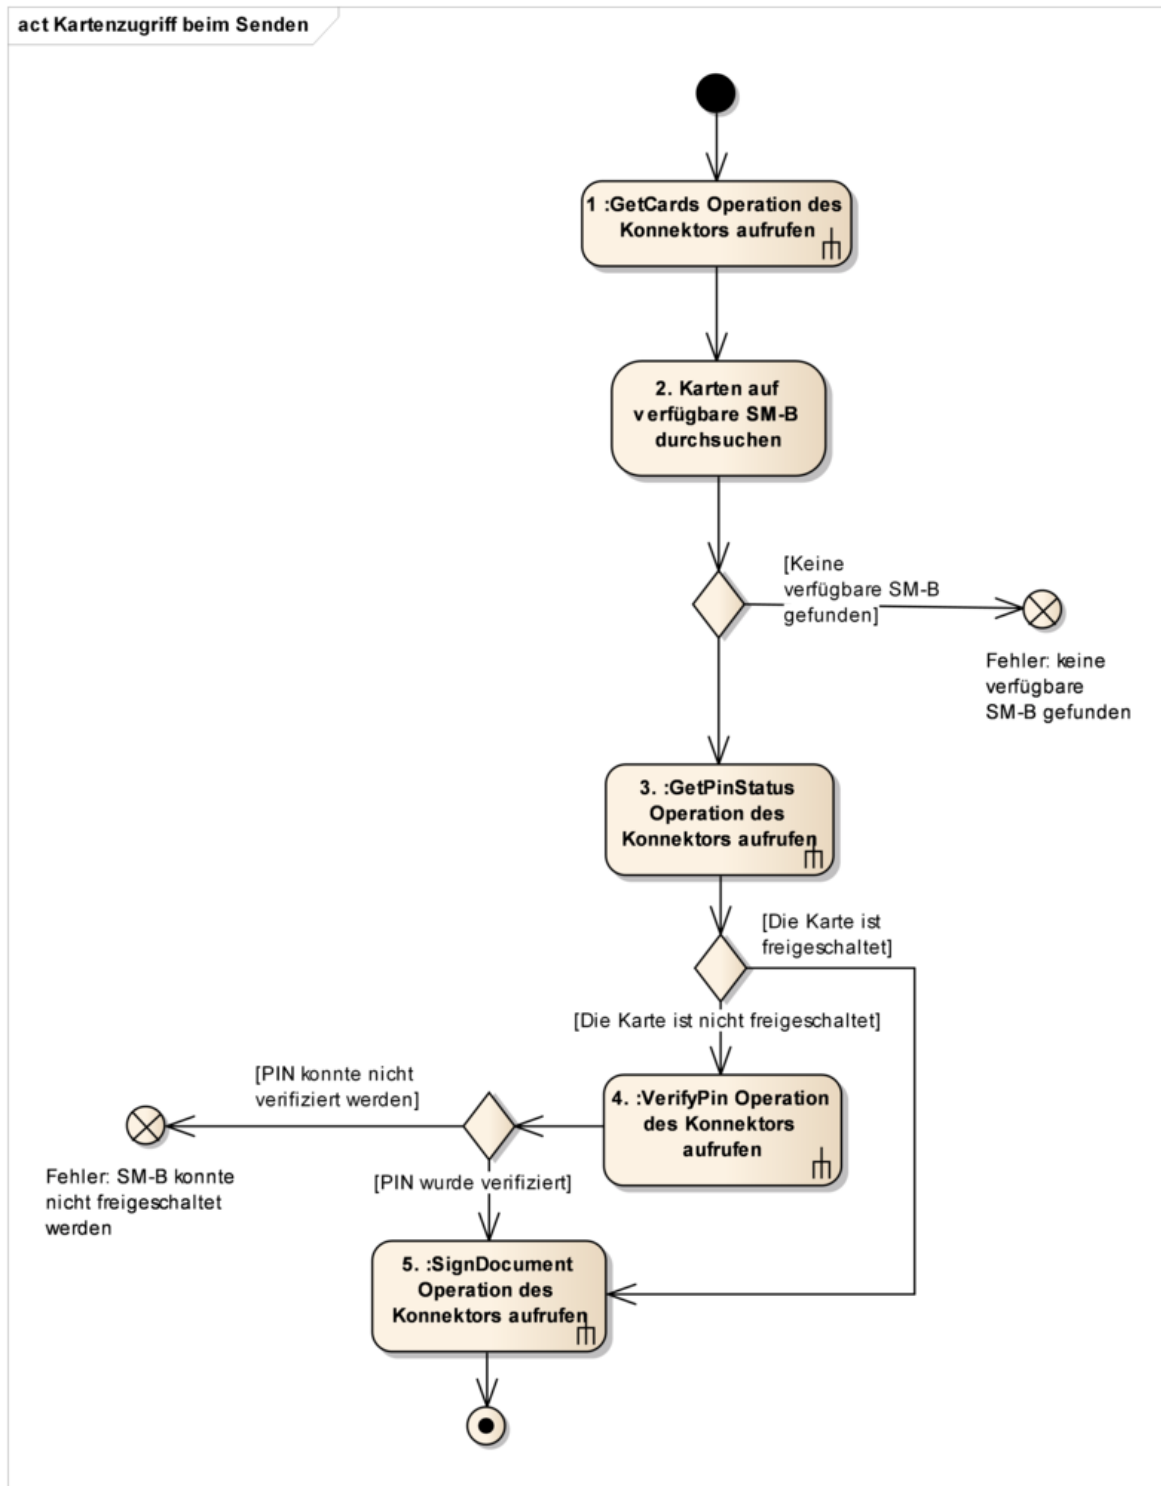 act Kartenzugriff beim Senden
1 :GetCards Operation des
Konnektors aufrufen
2. Karten auf
verfügbare SM-B
durchsuchen
[Keine
verfügbare SM-B
gefunden]
Fehler: keine
verfügbare
SM-B gefunden
3. :GetPinStatus
Operation des
Konnektors aufrufen
[Die Karte ist
freigeschaltet]
[Die Karte ist nicht freigeschaltet]
4. :VerifyPin Operation
des Konnektors
aufrufen
[PIN konnte nicht
verifiziert werden]
Fehler: SM-B konnte
nicht freigeschaltet
werden
[PIN wurde verifiziert]
5. :SignDocument
Operation des
Konnektors aufrufen